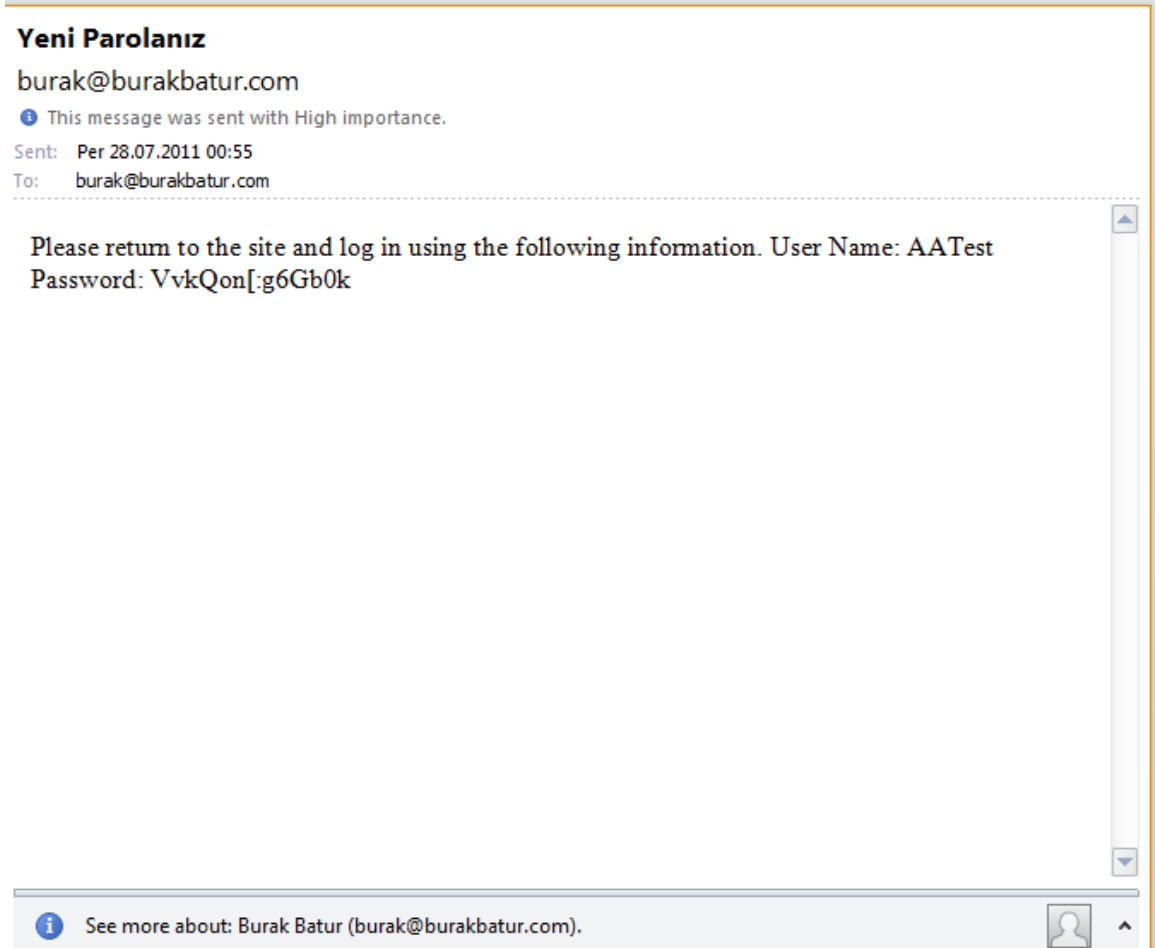 Yeni Parolanız
burak@burakbatur.com
This message was sent with High importance.
Sent: Per 28.07.2011 00:55
To: burak@burakbatur.com
Please return to the site and log in using the following information. User Name: AATest
Password: VvkQon[:g6Gb0k
See more about: Burak Batur (burak@burakbatur.com).